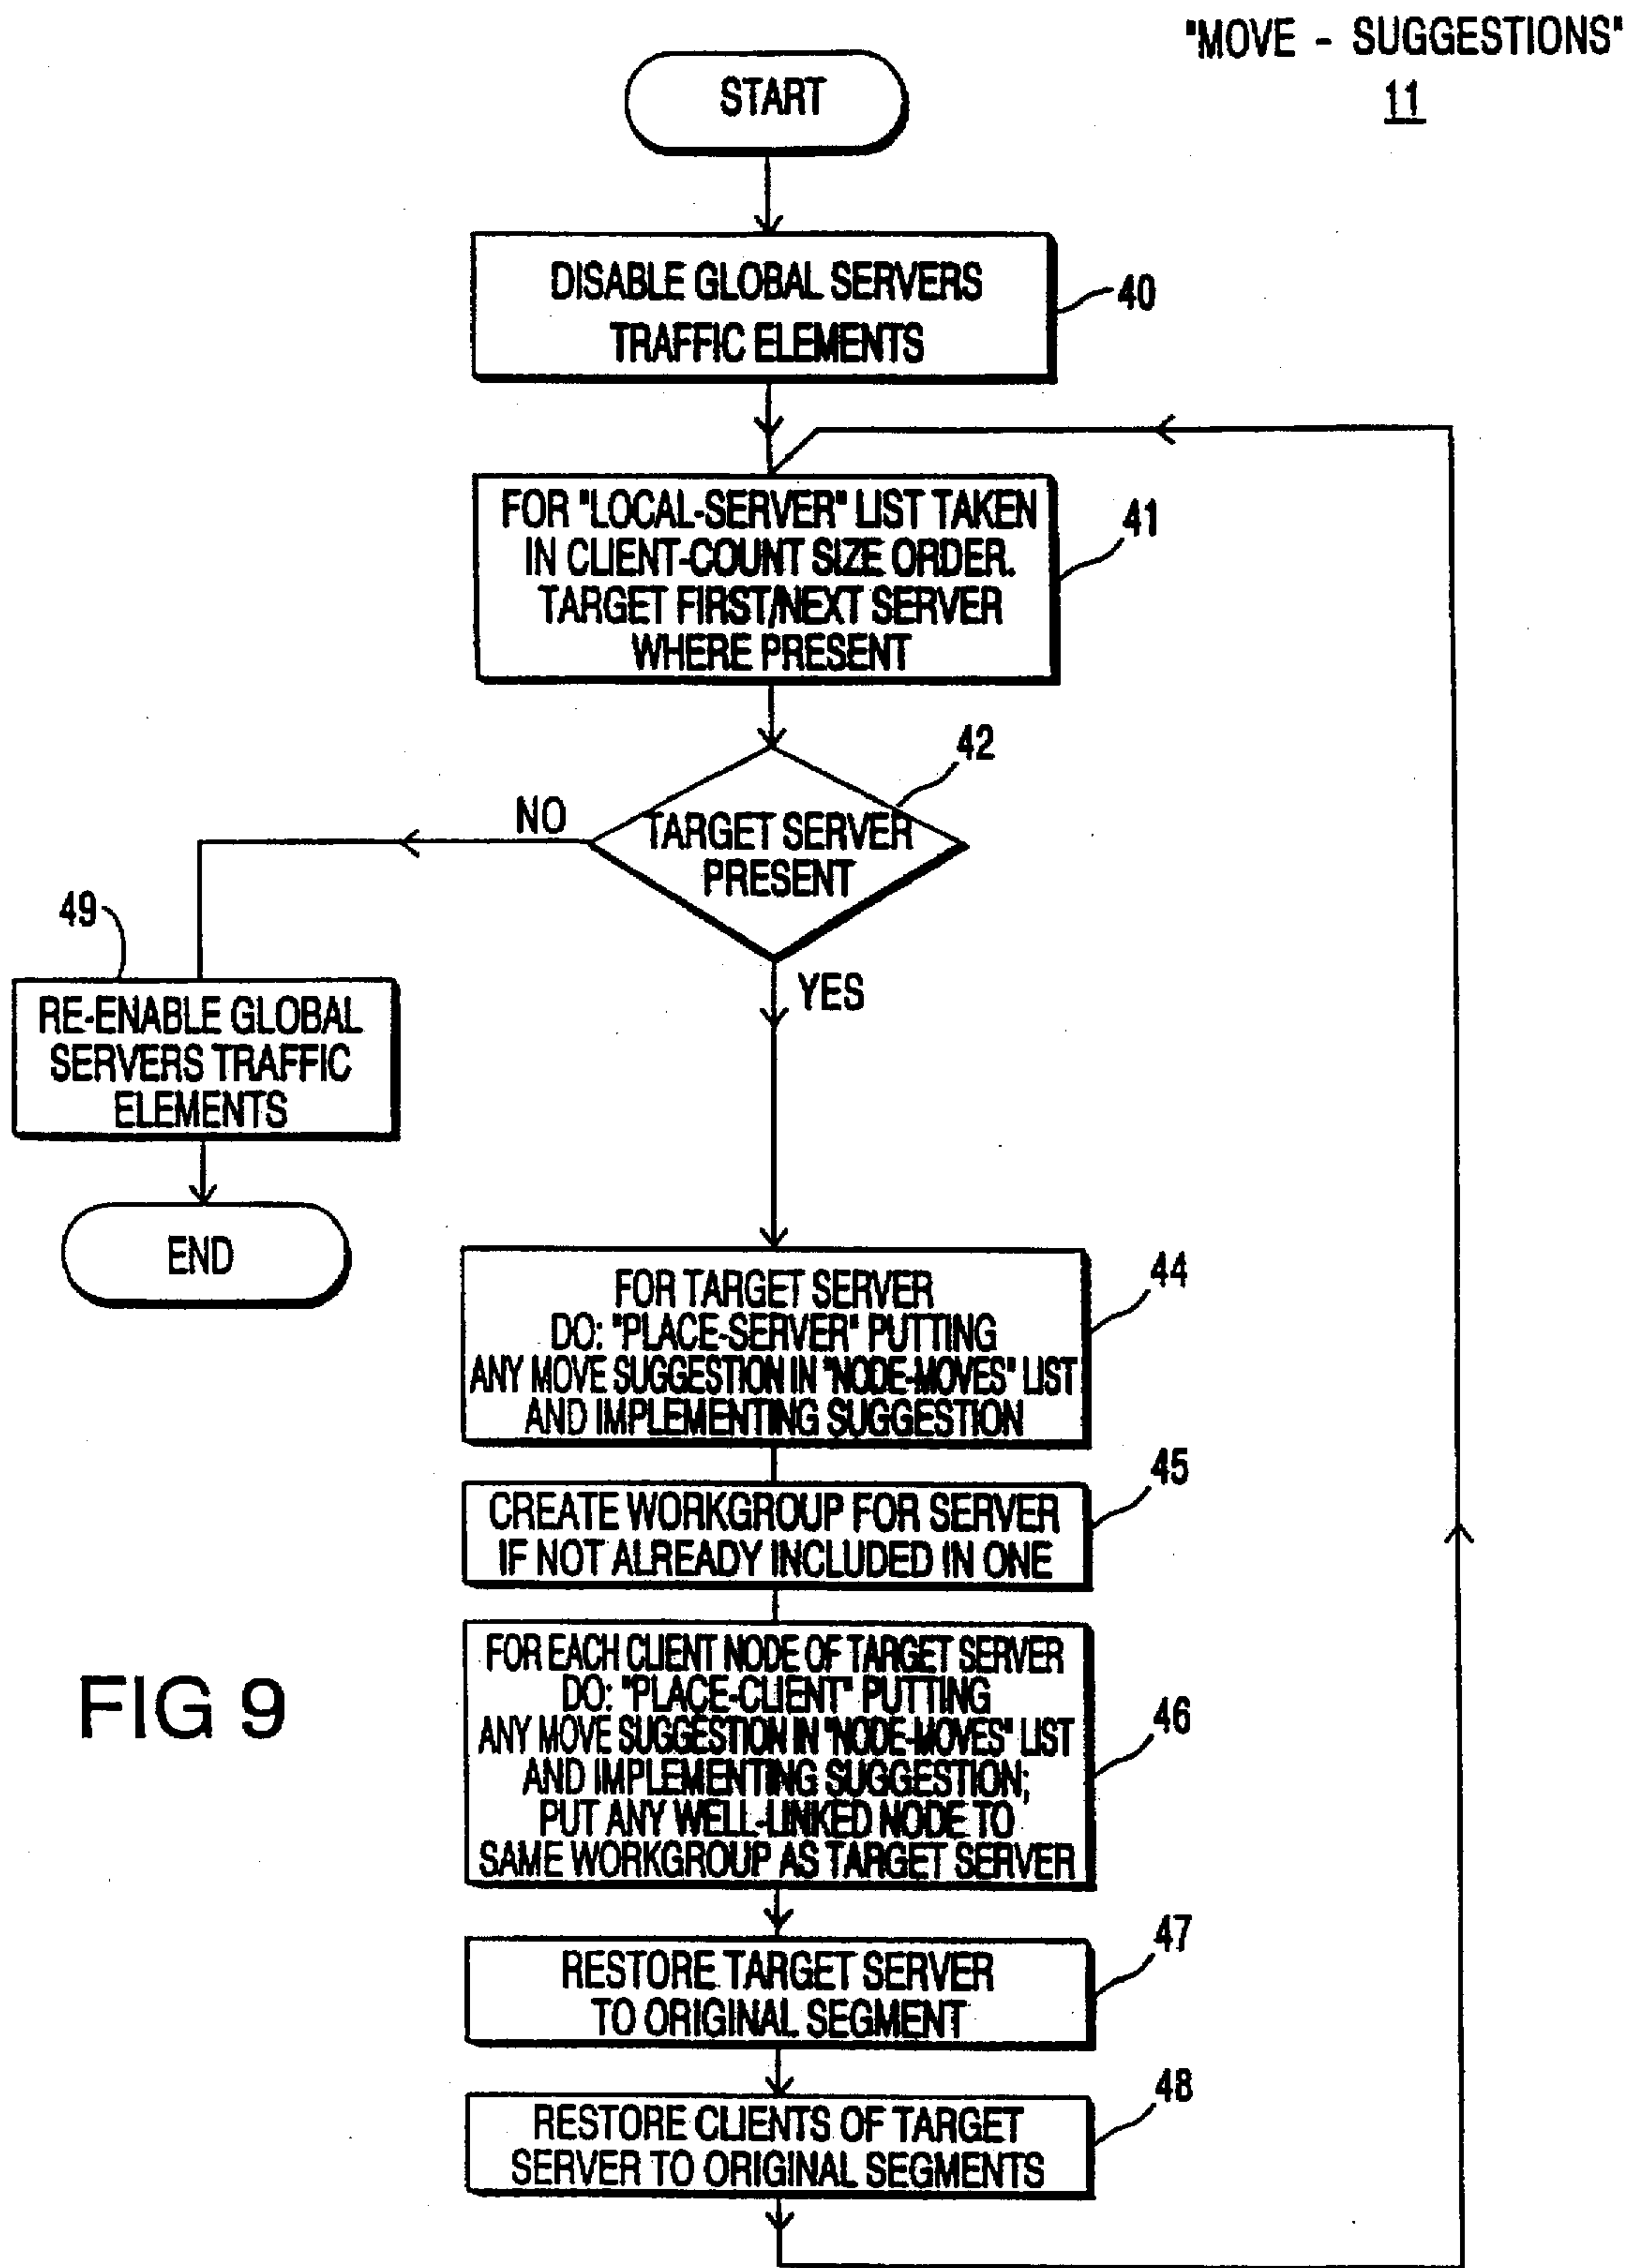 "MOVE - SUGGESTIONS"
11
START
DISABLE GLOBAL SERVERS
TRAFFIC ELEMENTS
40
FOR "LOCAL-SERVER" LIST TAKEN
IN CLIENT-COUNT SIZE ORDER.
TARGET FIRST/NEXT SERVER
WHERE PRESENT
41
42
TARGET SERVER
PRESENT
NO
YES
49
RE-ENABLE GLOBAL
SERVERS TRAFFIC
ELEMENTS
END
FOR TARGET SERVER
DO: "PLACE-SERVER" PUTTING
ANY MOVE SUGGESTION IN "NODE-MOVES" LIST
AND IMPLEMENTING SUGGESTION
44
CREATE WORKGROUP FOR SERVER
IF NOT ALREADY INCLUDED IN ONE
45
FOR EACH CLIENT NODE OF TARGET SERVER
DO: "PLACE-CLIENT" PUTTING
ANY MOVE SUGGESTION IN "NODE-MOVES" LIST
AND IMPLEMENTING SUGGESTION;
PUT ANY WELL-LINKED NODE TO
SAME WORKGROUP AS TARGET SERVER
46
FIG 9
RESTORE TARGET SERVER
TO ORIGINAL SEGMENT
47
RESTORE CLIENTS OF TARGET
SERVER TO ORIGINAL SEGMENTS
48